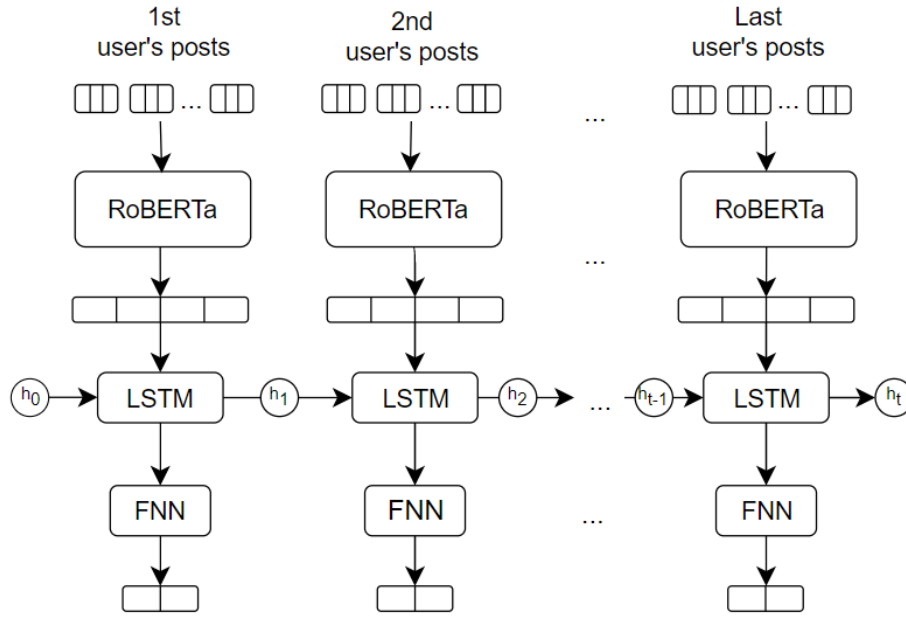 1st
user's posts
2nd
user's posts
Last
user's posts
... ... ... ...
RoBERTa RoBERTa RoBERTa
...
h0 LSTM h1 LSTM h2 ... ht-1 LSTM ht
FNN FNN ... FNN